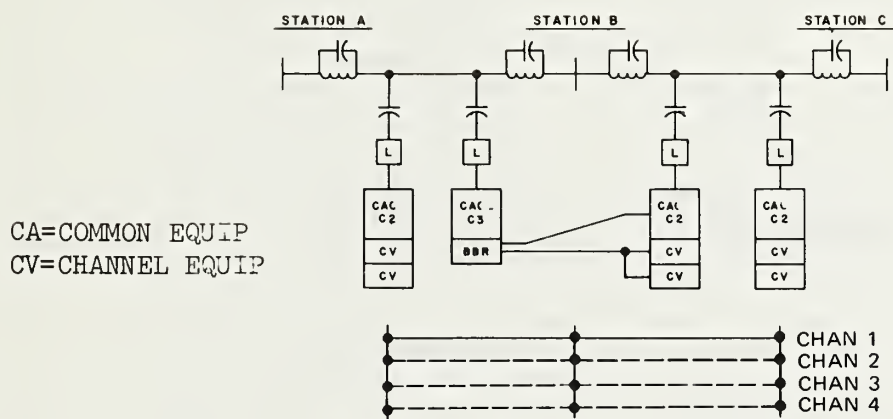 STATION A STATION B STATION C
L L L L
CAC C2
CAC C3
CAC C2
CAC C2
CV BBR CV CV
CV CV CV
CA=COMMON EQUIP
CV=CHANNEL EQUIP
CHAN 1
CHAN 2
CHAN 3
CHAN 4